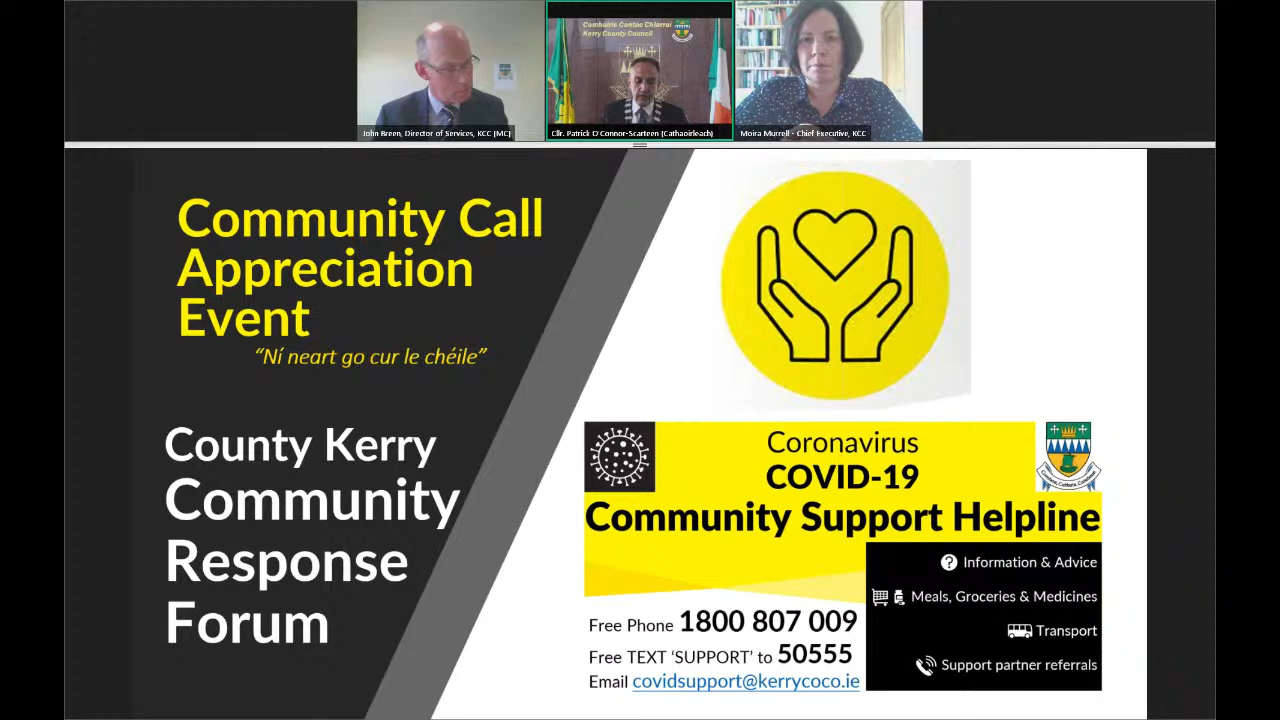 Comhairle Contae Chiarraí
Kerry County Council
John Breen, Director of Services, KCC (MC)
Cllr. Patrick O'Connor-Scarteen (Cathaoirleach)
Moira Murrell - Chief Executive, KCC
Community Call
Appreciation
Event
"Ní neart go cur le chéile"
County Kerry
Community
Response
Forum
Coronavirus
COVID-19
Community Support Helpline
Information & Advice
Meals, Groceries & Medicines
Transport
Support partner referrals
Free Phone 1800 807 009
Free TEXT ‘SUPPORT’ to 50555
Email covidsupport@kerrycoco.ie